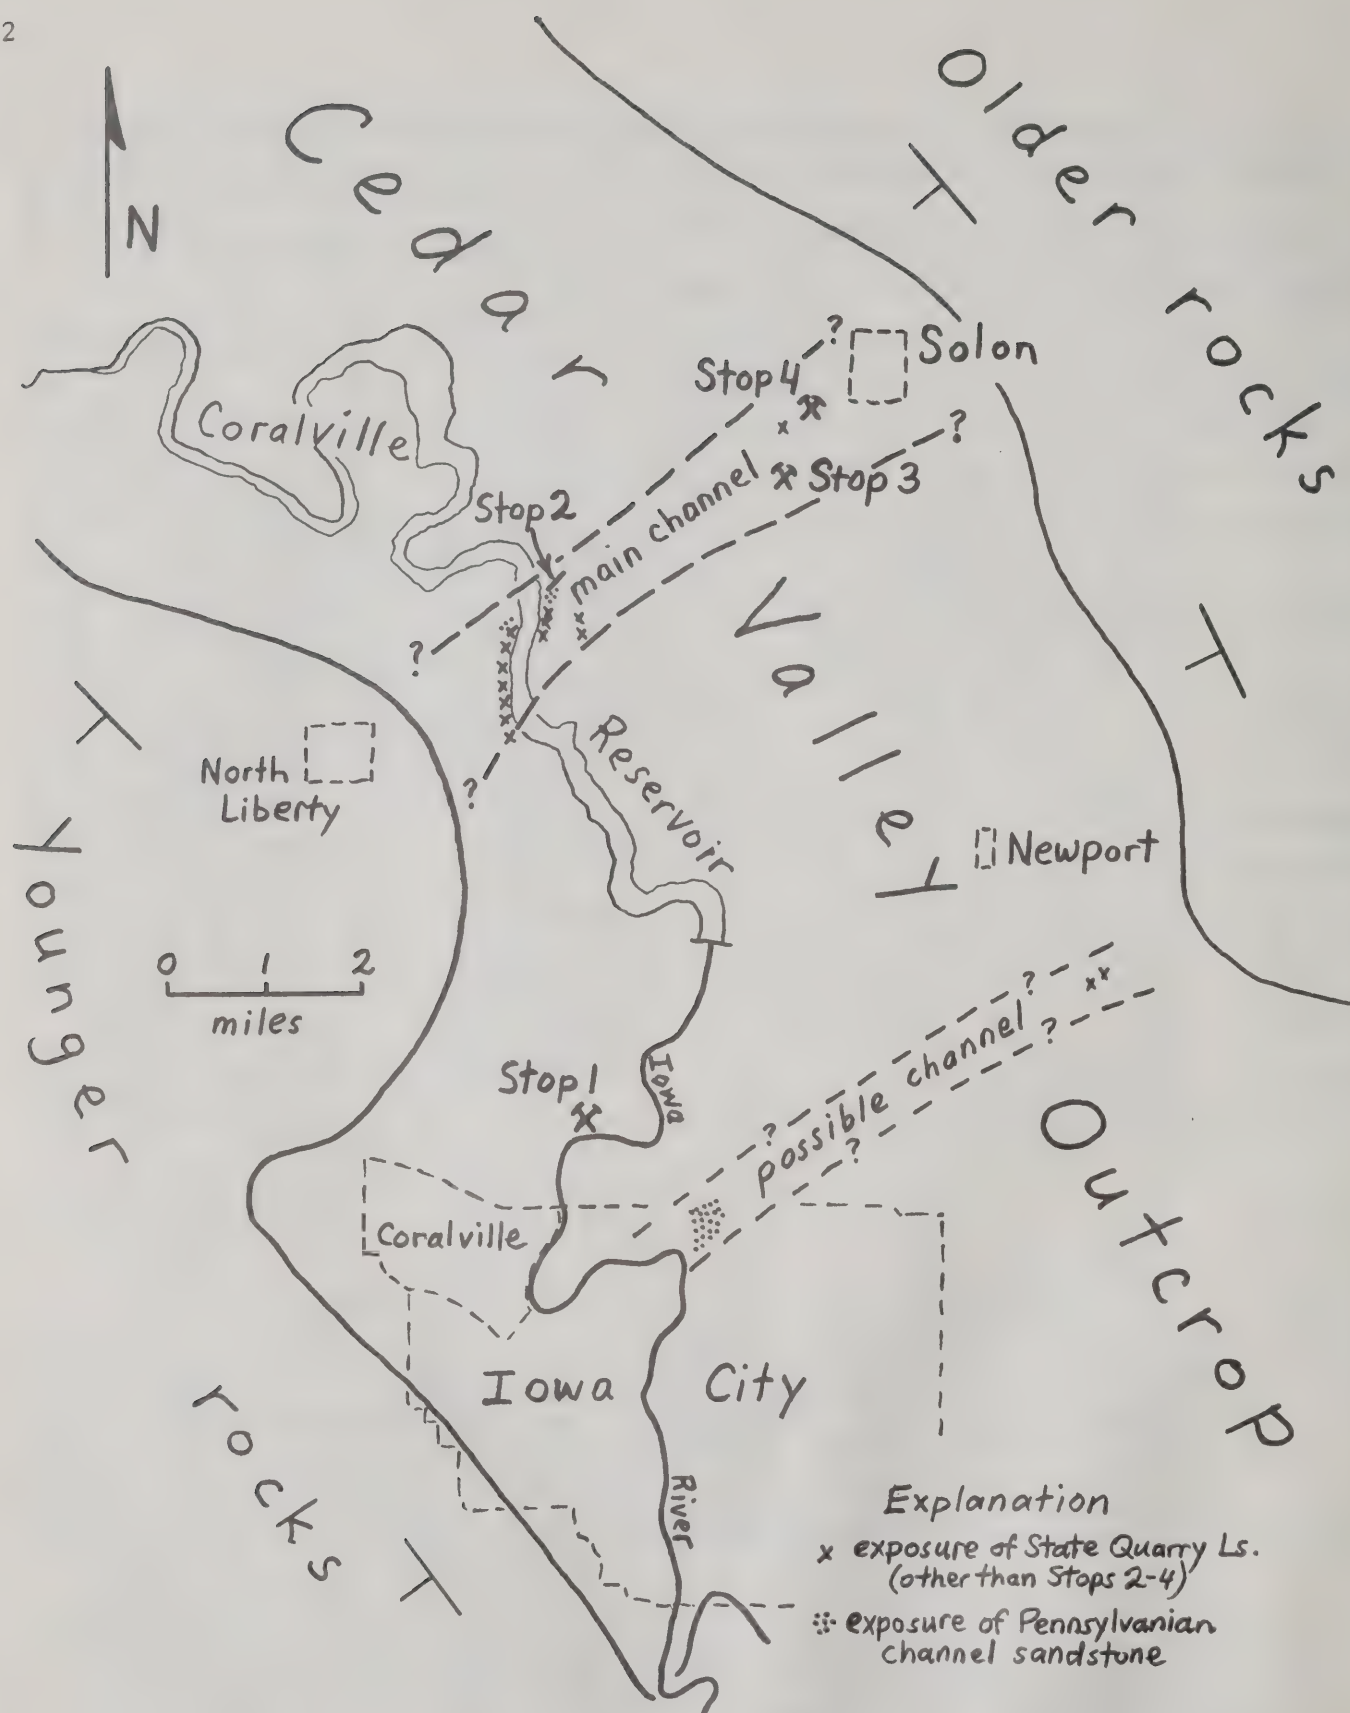 2
N
Cedar Valley Outcrop
Older rocks
Solon
Stop 4
?
?
main channel
Stop 3
Coralville
Stop 2
?
?
Reservoir
North
Liberty
Newport
Younger rocks
0 1 2
miles
Stop 1
Iowa
possible channel
?
?
?
?
Coralville
Iowa City
River
Explanation
x exposure of State Quarry Ls.
(other than Stops 2-4)
exposure of Pennsylvanian
channel sandstone